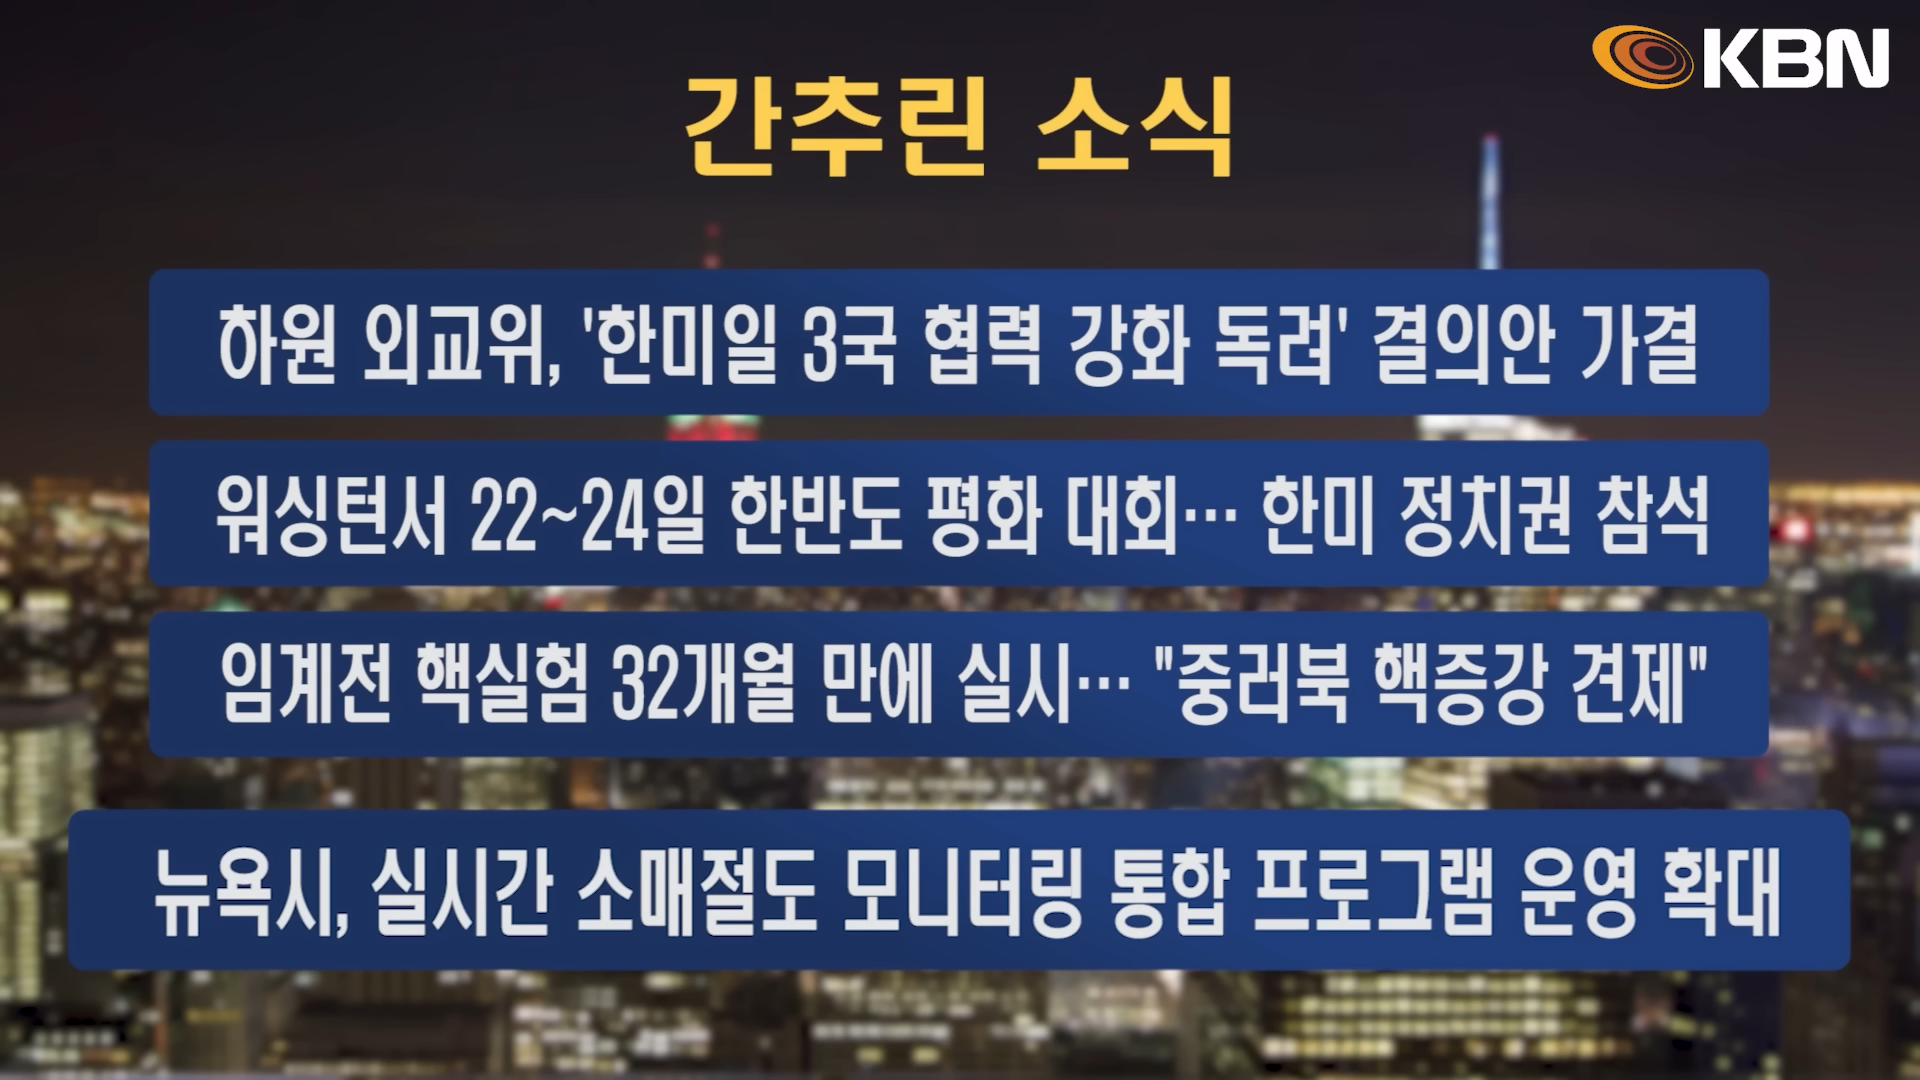 KBN
간추린 소식
하원 외교위, '한미일 3국 협력 강화 독려' 결의안 가결
워싱턴서 22~24일 한반도 평화 대회… 한미 정치권 참석
임계전 핵실험 32개월 만에 실시… "중러북 핵증강 견제"
뉴욕시, 실시간 소매절도 모니터링 통합 프로그램 운영 확대